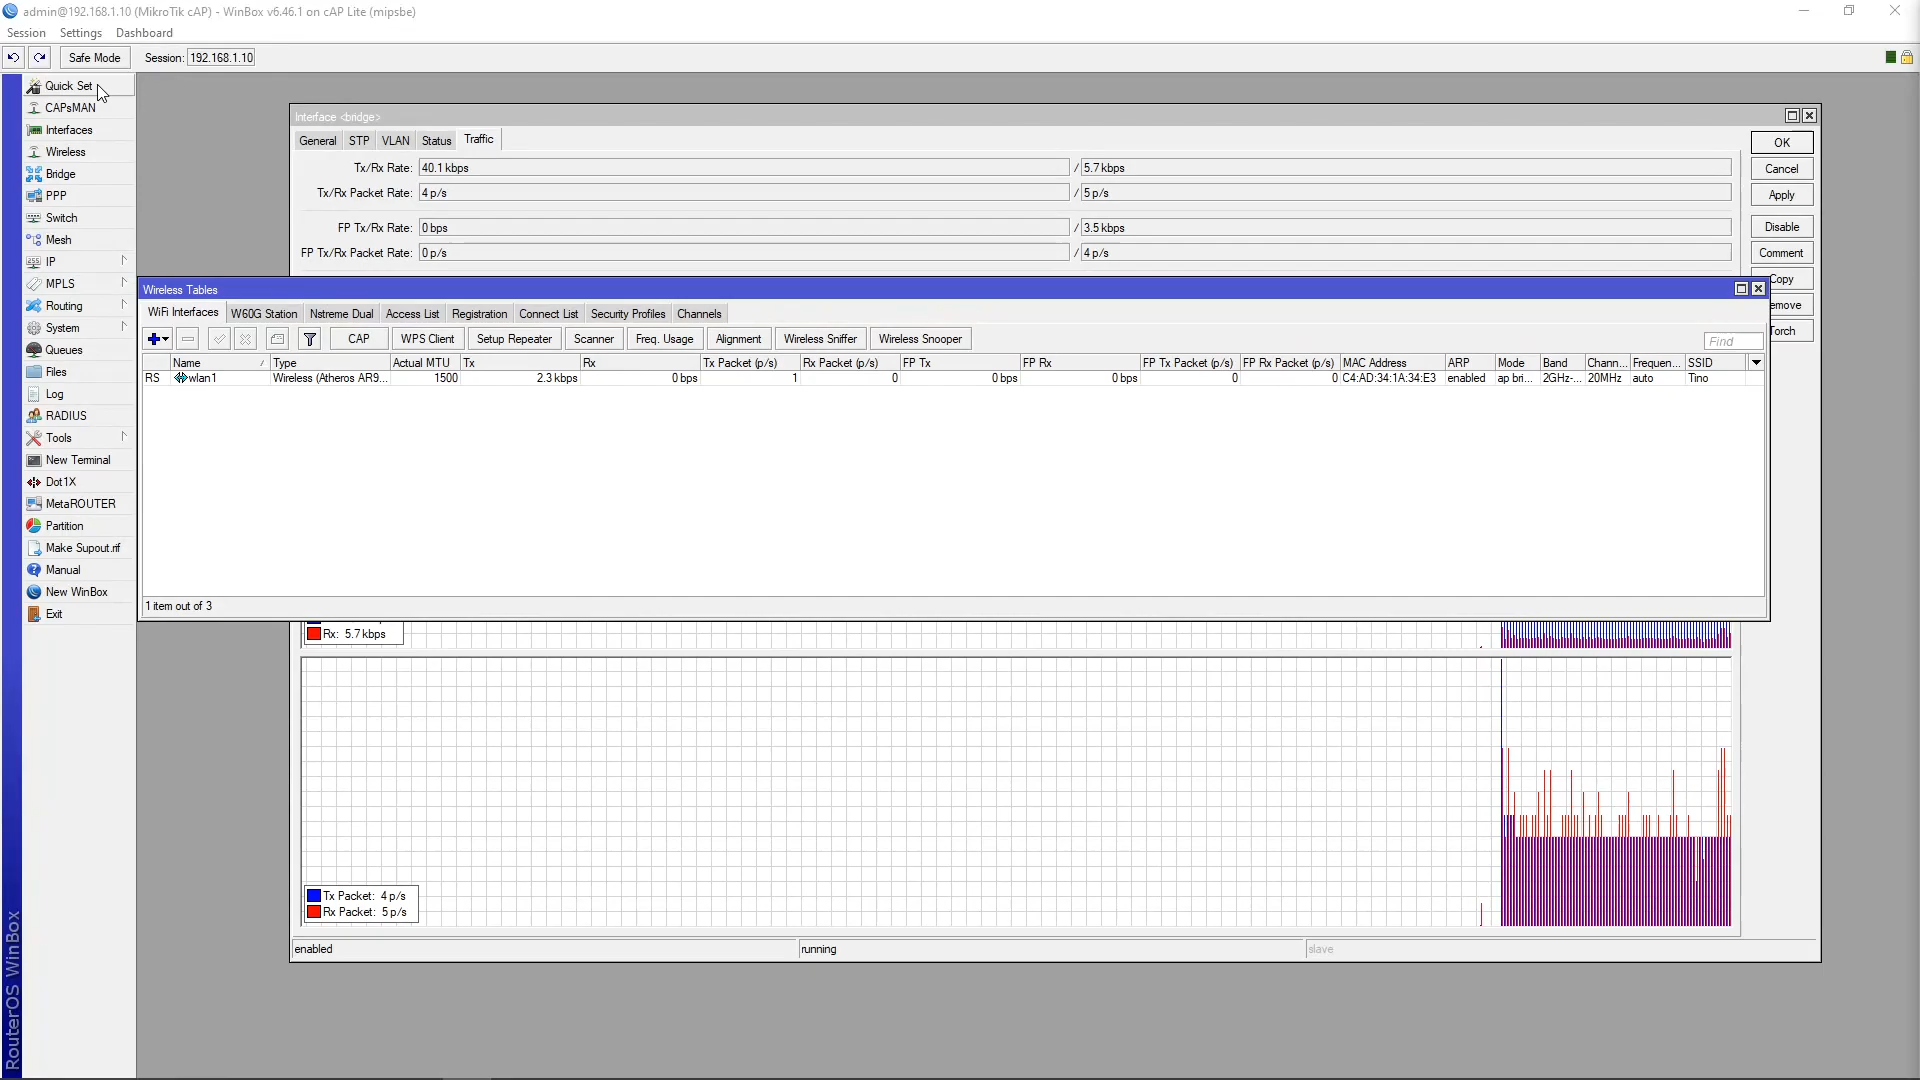 admin@192.168.1.10 (MikroTik cAP) - WinBox v6.46.1 on cAP Lite (mipsbe)
Session Settings Dashboard
Safe Mode Session: 192.168.1.10
Quick Set
CAPsMAN
Interfaces
Wireless
Bridge
PPP
Switch
Mesh
IP
MPLS
Routing
System
Queues
Files
Log
RADIUS
Tools
New Terminal
Dot1X
MetaROUTER
Partition
Make Supout.rif
Manual
New WinBox
Exit
RouterOS WinBox
Interface <bridge>
General STP VLAN Status Traffic
Tx/Rx Rate: 40.1 kbps / 5.7 kbps
Tx/Rx Packet Rate: 4 p/s / 5 p/s
FP Tx/Rx Rate: 0 bps / 3.5 kbps
FP Tx/Rx Packet Rate: 0 p/s / 4 p/s
OK
Cancel
Apply
Disable
Comment
Copy
emove
Torch
Wireless Tables
WiFi Interfaces W60G Station Nstreme Dual Access List Registration Connect List Security Profiles Channels
CAP WPS Client Setup Repeater Scanner Freq. Usage Alignment Wireless Sniffer Wireless Snooper Find
Name / Type Actual MTU Tx Rx Tx Packet (p/s) Rx Packet (p/s) FP Tx FP Rx FP Tx Packet (p/s) FP Rx Packet (p/s) MAC Address ARP Mode Band Chann... Frequen... SSID
RS wlan1 Wireless (Atheros AR9... 1500 2.3 kbps 0 bps 1 0 0 bps 0 bps 0 0 C4:AD:34:1A:34:E3 enabled ap bri... 2GHz-... 20MHz auto Tino
1 item out of 3
Rx: 5.7 kbps
Tx Packet: 4 p/s
Rx Packet: 5 p/s
enabled running slave